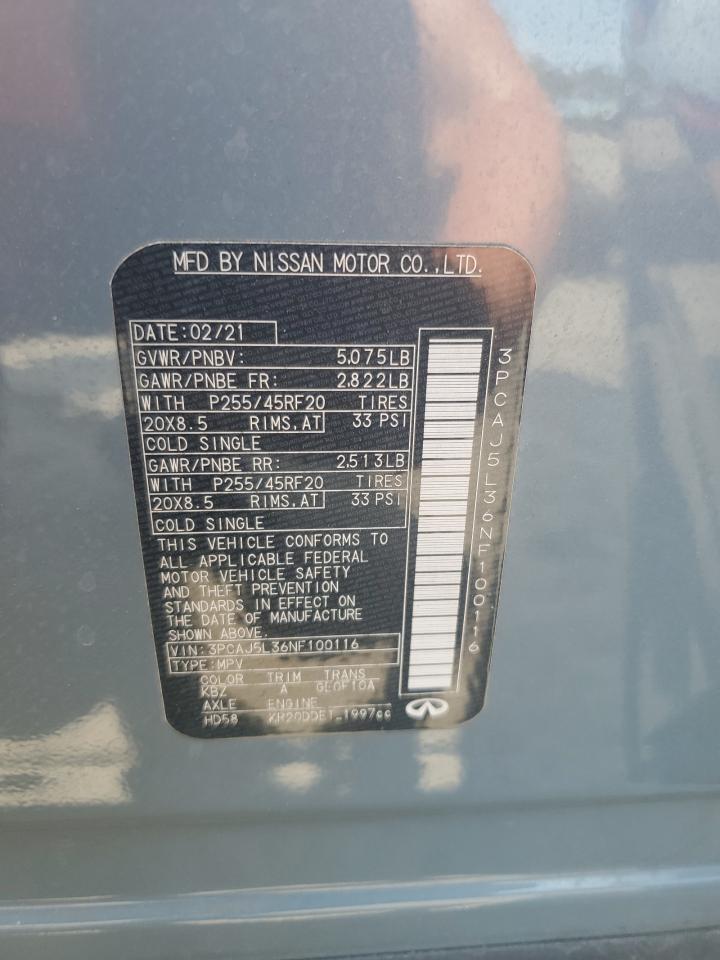 MFD BY NISSAN MOTOR CO.,LTD.
DATE:02/21
GVWR/PNBV: 5,075LB
GAWR/PNBE FR: 2,822LB
WITH P255/45RF20 TIRES
20X8.5 RIMS,AT 33 PSI
COLD SINGLE
GAWR/PNBE RR: 2,513LB
WITH P255/45RF20 TIRES
20X8.5 RIMS,AT 33 PSI
COLD SINGLE
THIS VEHICLE CONFORMS TO
ALL APPLICABLE FEDERAL
MOTOR VEHICLE SAFETY
AND THEFT PREVENTION
STANDARDS IN EFFECT ON
THE DATE OF MANUFACTURE
SHOWN ABOVE.
VIN: 3PCAJ5L36NF100116
TYPE:MPV
COLOR TRIM TRANS
KBZ A
AXLE ENGINE
HD58 KR20DDET 1997cc
3PCAJ5L36NF100116